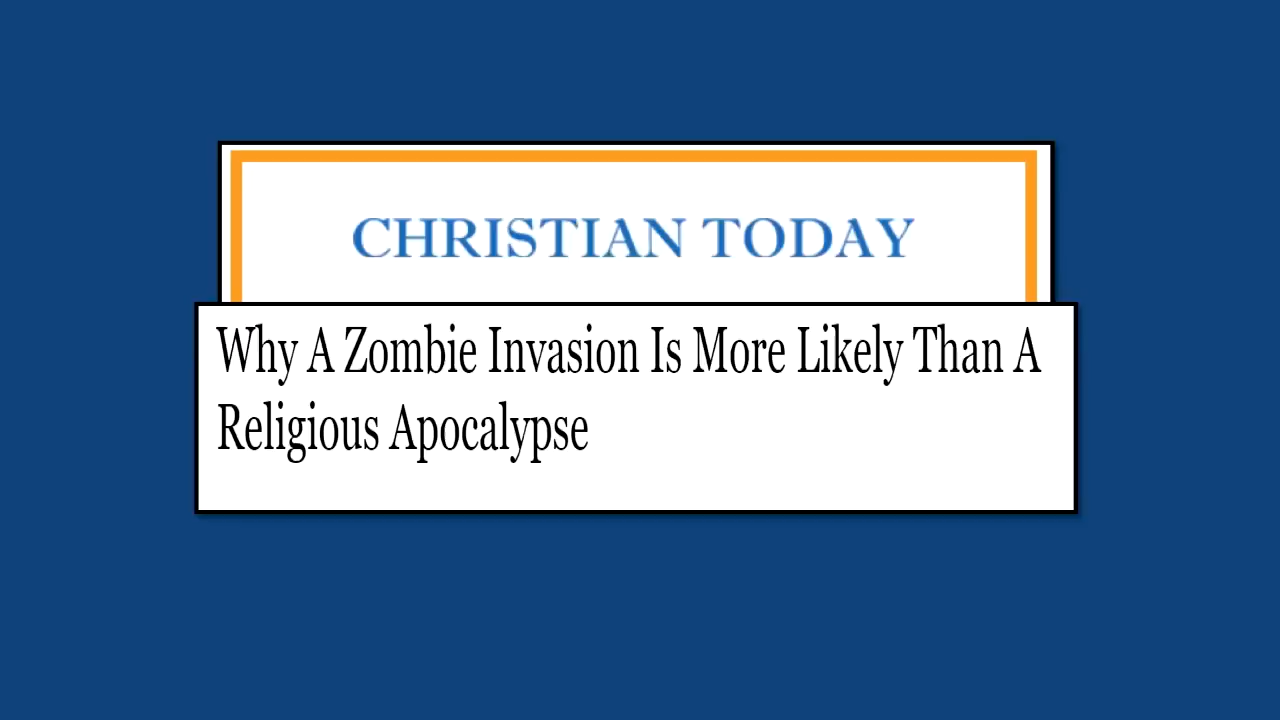 CHRISTIAN TODAY
Why A Zombie Invasion Is More Likely Than A
Religious Apocalypse